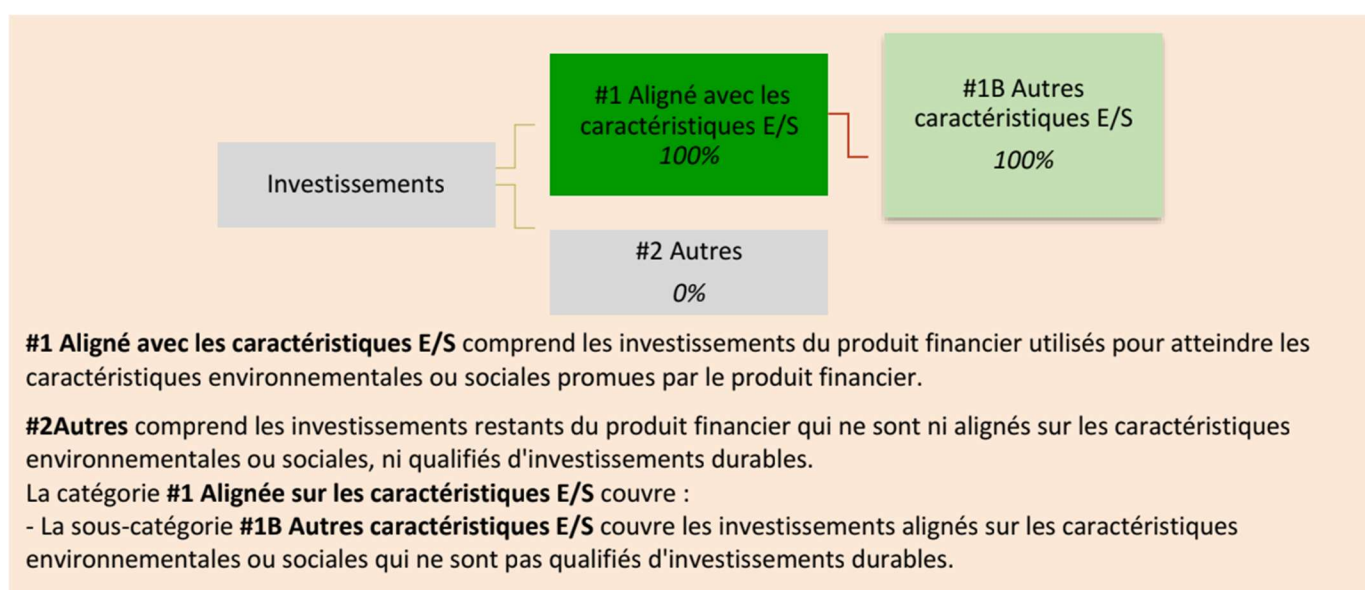 #1 Aligné avec les
caractéristiques E/S
100%
#1B Autres
caractéristiques E/S
100%
Investissements
#2 Autres
0%
#1 Aligné avec les caractéristiques E/S comprend les investissements du produit financier utilisés pour atteindre les
caractéristiques environnementales ou sociales promues par le produit financier.
#2Autres comprend les investissements restants du produit financier qui ne sont ni alignés sur les caractéristiques
environnementales ou sociales, ni qualifiés d'investissements durables.
La catégorie #1 Alignée sur les caractéristiques E/S couvre :
- La sous-catégorie #1B Autres caractéristiques E/S couvre les investissements alignés sur les caractéristiques
environnementales ou sociales qui ne sont pas qualifiés d'investissements durables.